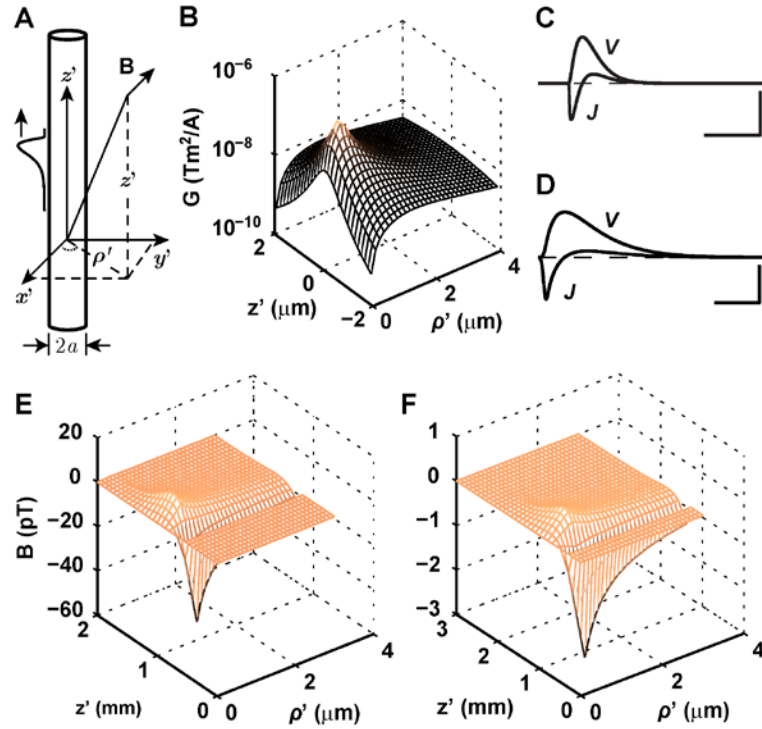 A
z'
B
z'
ρ'
x'
y'
2a
B
G (Tm²/A)
10⁻⁶
10⁻⁸
10⁻¹⁰
2
0
−2
z' (μm)
0
2
4
ρ' (μm)
C
V
J
D
V
J
E
B (pT)
20
0
−20
−40
−60
2
1
0
z' (mm)
0
2
4
ρ' (μm)
F
1
0
−1
−2
−3
3
2
1
0
z' (mm)
0
2
4
ρ' (μm)